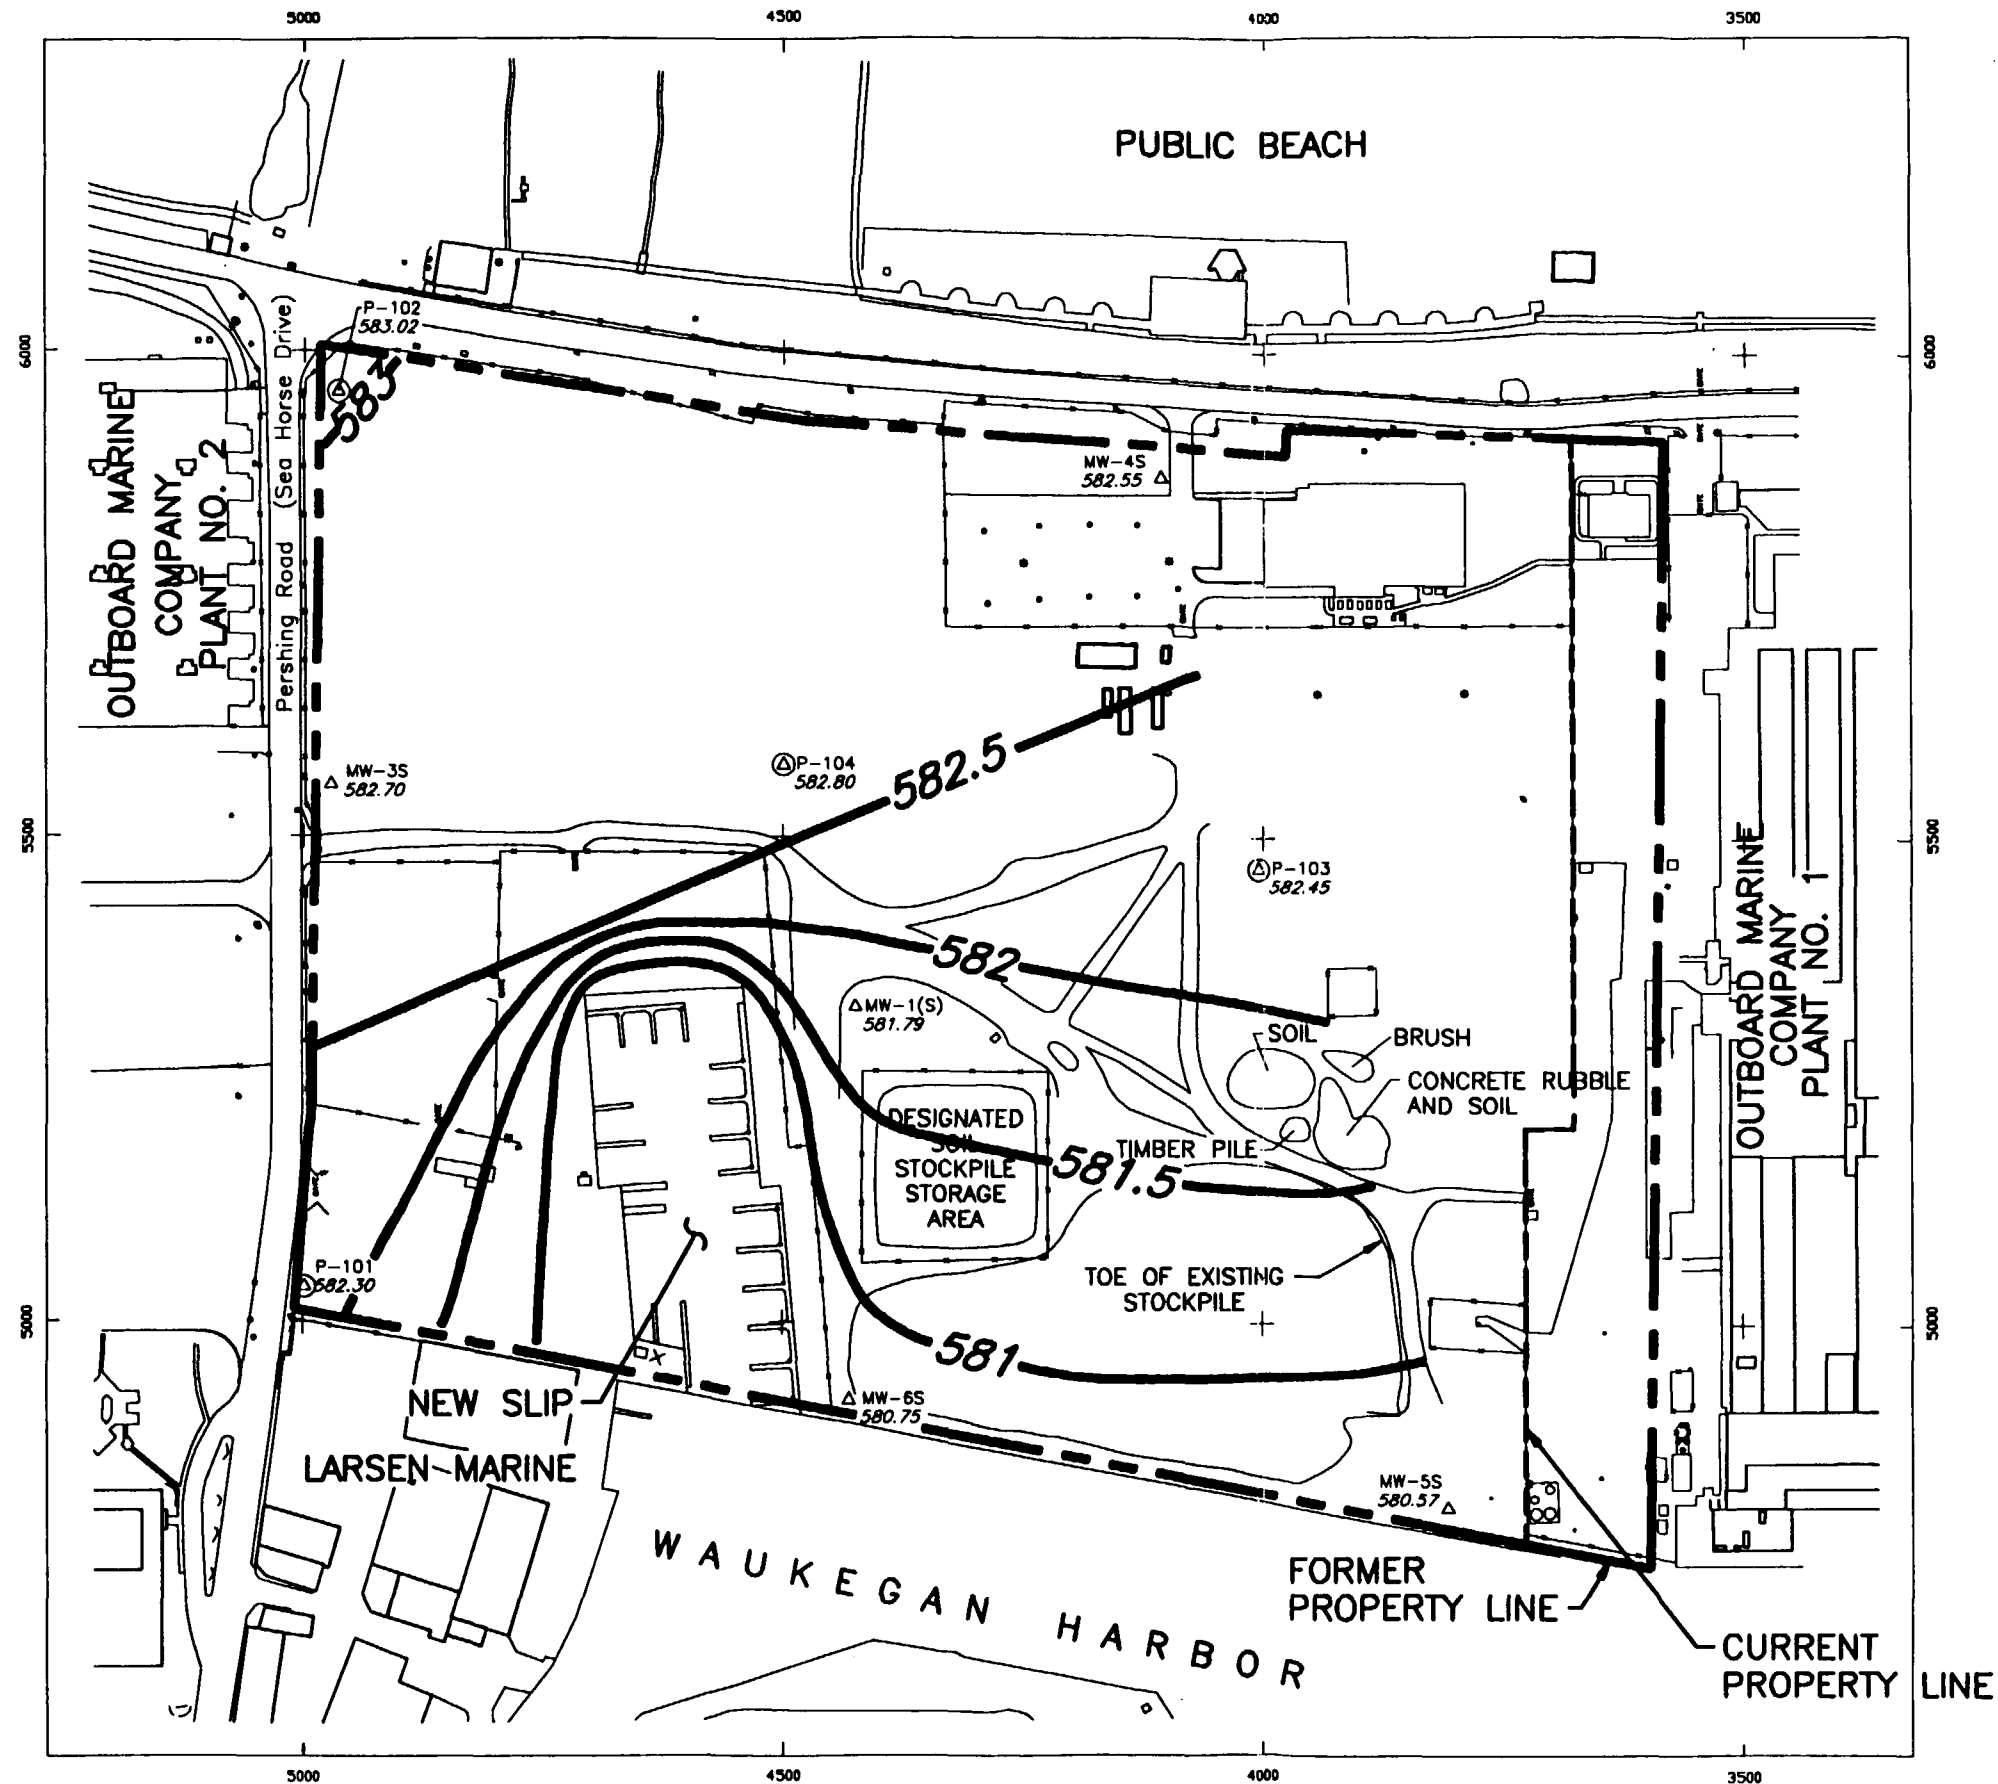 5000 4500 4000 3500
PUBLIC BEACH
P-102
583.02
6000
6000
583
Pershing Road (Sea Horse Drive)
OUTBOARD MARINE
COMPANY
PLANT NO. 2
MW-4S
582.55
MW-3S
582.70
P-104
582.80
582.5
5500
5500
P-103
582.45
582
MW-1(S)
581.79
SOIL
BRUSH
CONCRETE RUBBLE
AND SOIL
OUTBOARD MARINE
COMPANY
PLANT NO. 1
DESIGNATED
SOIL
STOCKPILE
STORAGE
AREA
TIMBER PILE
581.5
P-101
582.30
TOE OF EXISTING
STOCKPILE
5000
5000
581
NEW SLIP
MW-6S
580.75
LARSEN MARINE
MW-5S
580.57
WAUKEGAN HARBOR
FORMER
PROPERTY LINE
CURRENT
PROPERTY LINE
5000 4500 4000 3500